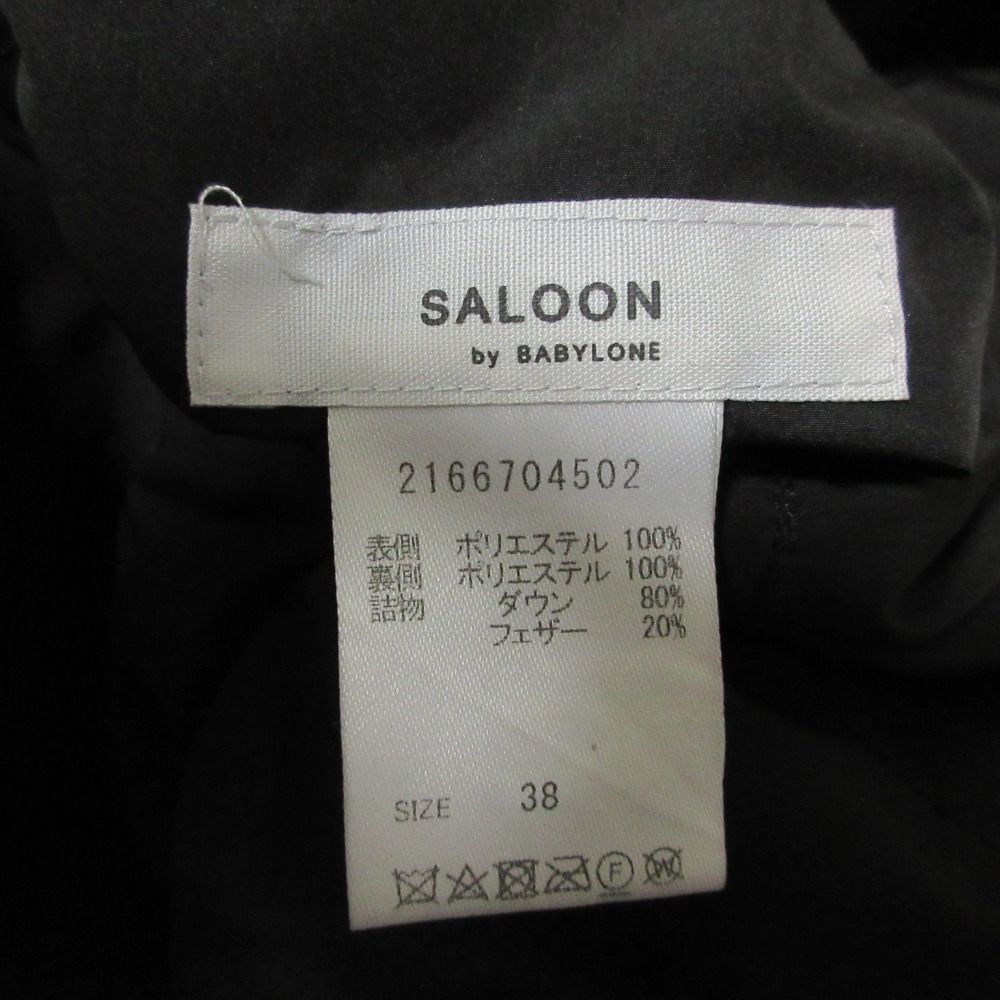 SALOON
by BABYLONE
2166704502
表側 ポリエステル 100%
裏側 ポリエステル 100%
詰物 ダウン 80%
フェザー 20%
SIZE 38
F W